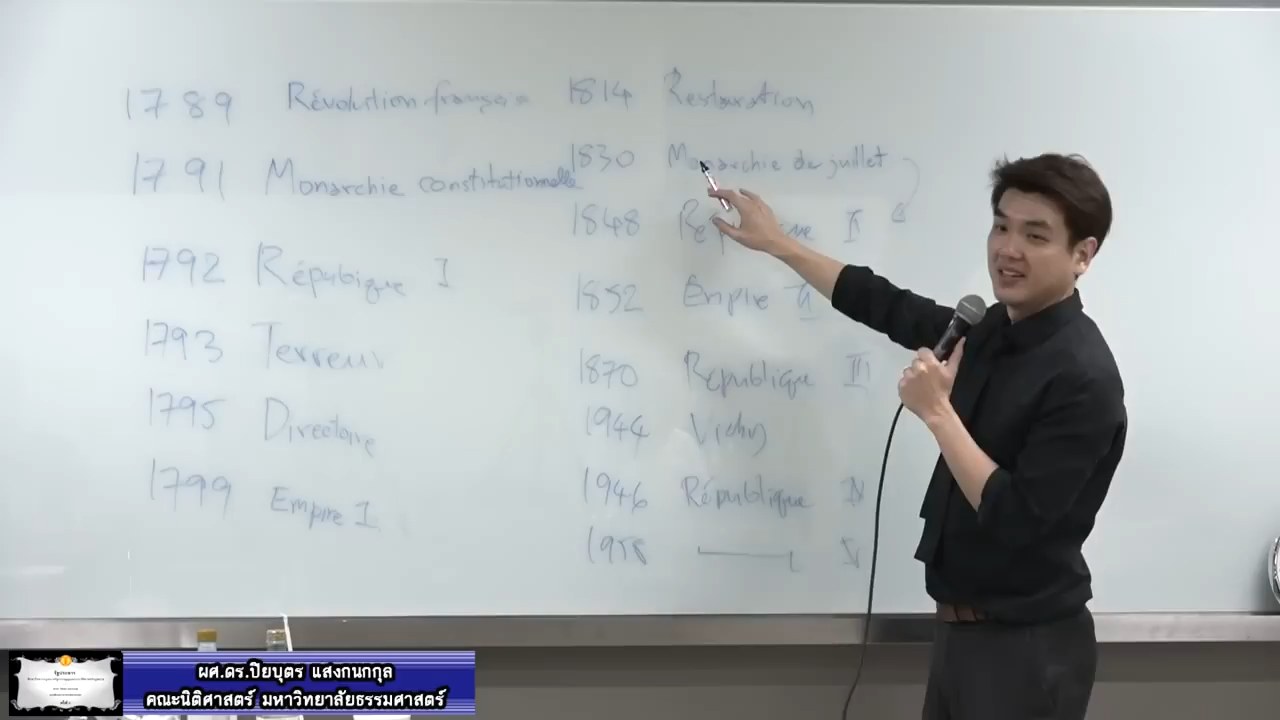 1789 Révolution française
1791 Monarchie constitutionnelle
1792 Répubique I
1793 Terreur
1795 Directoire
1799 Empire I
1814 Restauration
1830 Monarchie de juillet
1848 II
1852 Empire II
1870 Republique III
1944 Vichy
1946 République IV
1958 V
ผศ.ดร.ปิยบุตร แสงกนกกุล
คณะนิติศาสตร์ มหาวิทยาลัยธรรมศาสตร์